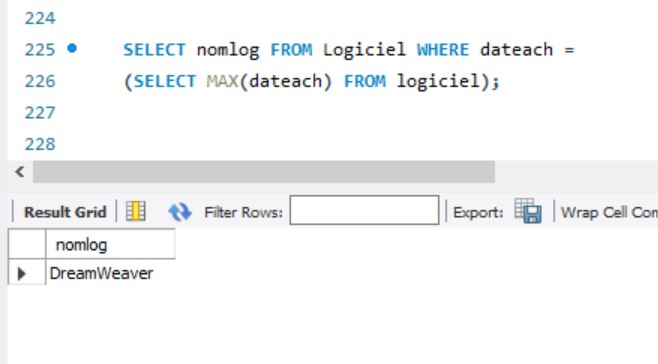 224
225 SELECT nomlog FROM Logiciel WHERE dateach =
226 (SELECT MAX(dateach) FROM logiciel);
227
228
Result Grid Filter Rows: Export: Wrap Cell Con
nomlog
DreamWeaver